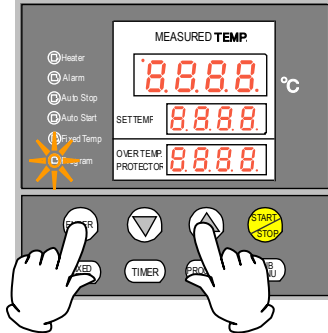 MEASURED TEMP.
Heater
Alarm
8.8.8.8.
°C
Auto Stop
Auto Start
SET TEMP
8.8.8.8.
Fixed Temp
OVER TEMP.
PROTECTOR
8.8.8.8.
START
STOP
TIMER